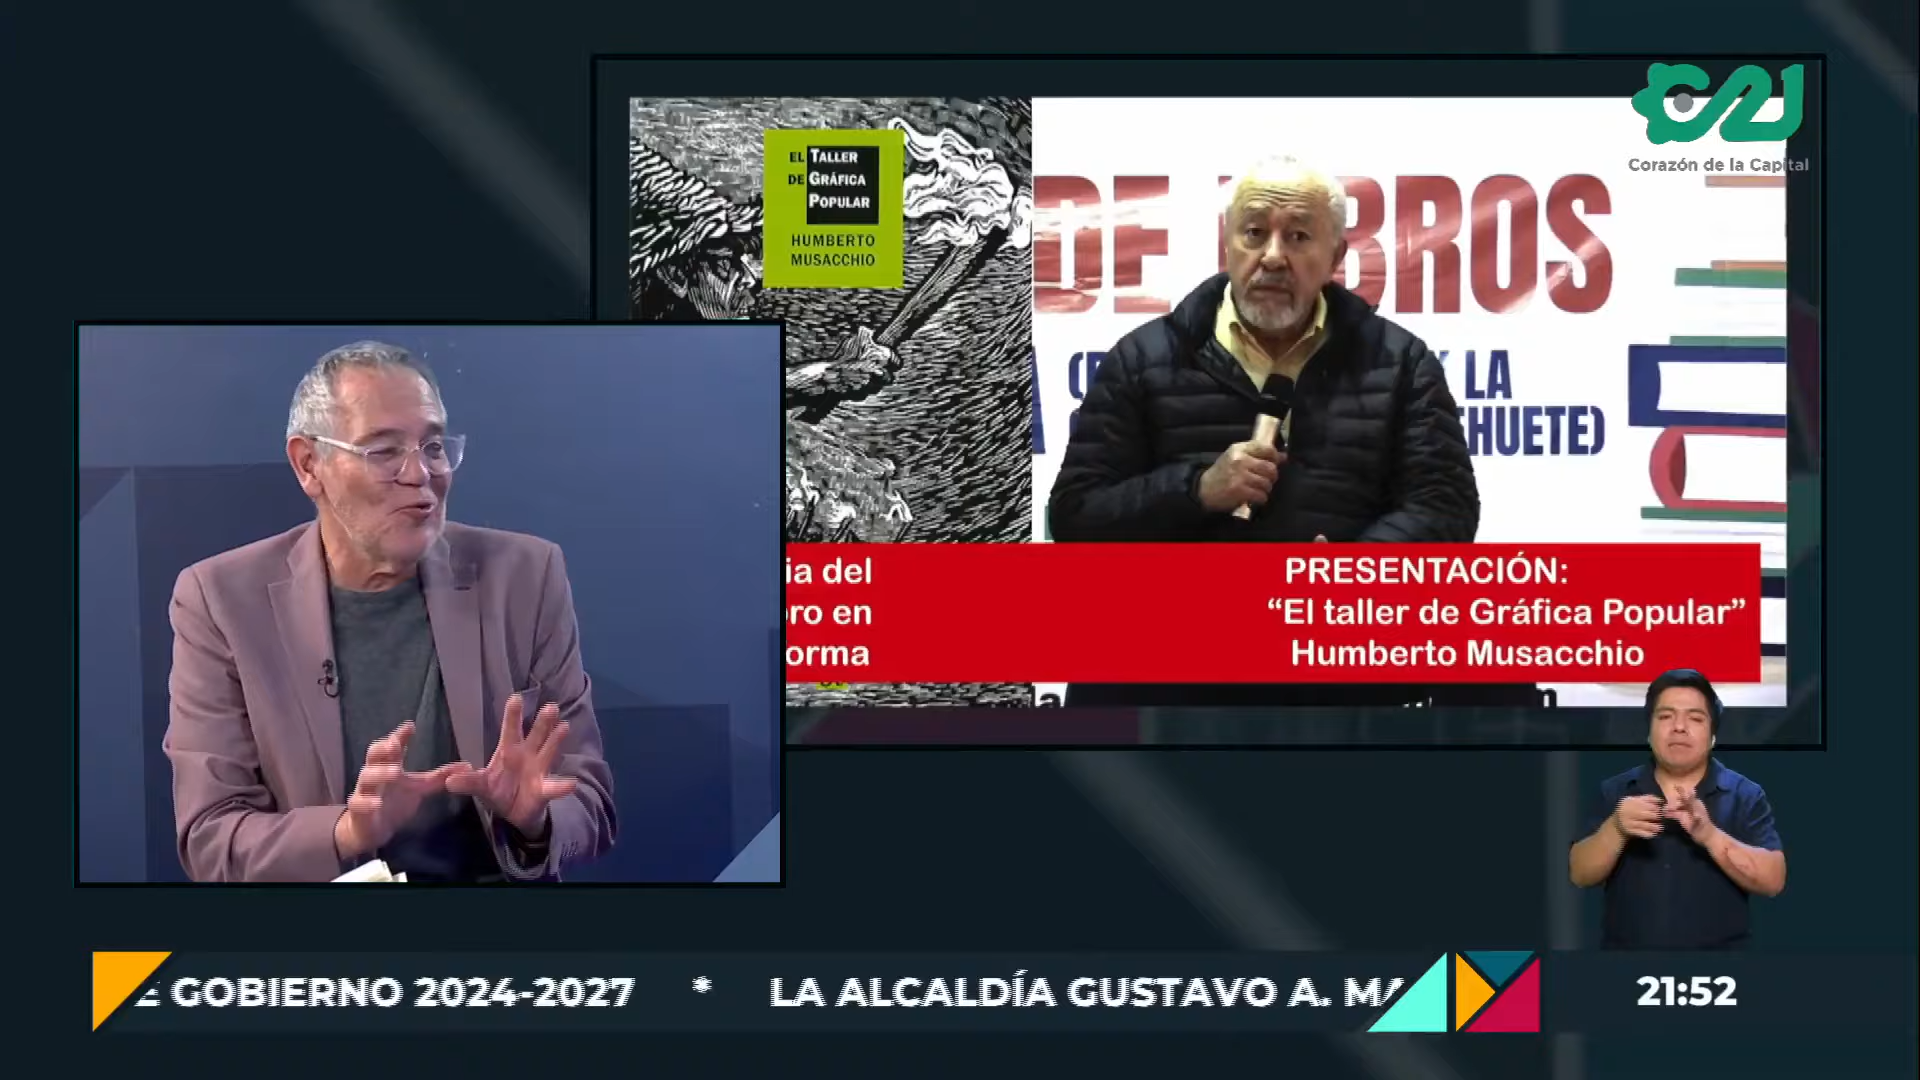 C21
Corazón de la Capital
EL TALLER
DE GRÁFICA
POPULAR
HUMBERTO
MUSACCHIO
DE BROS
LA
HUETE)
ia del
ro en
orma
PRESENTACIÓN:
“El taller de Gráfica Popular”
Humberto Musacchio
E GOBIERNO 2024-2027 * LA ALCALDÍA GUSTAVO A. MA
21:52